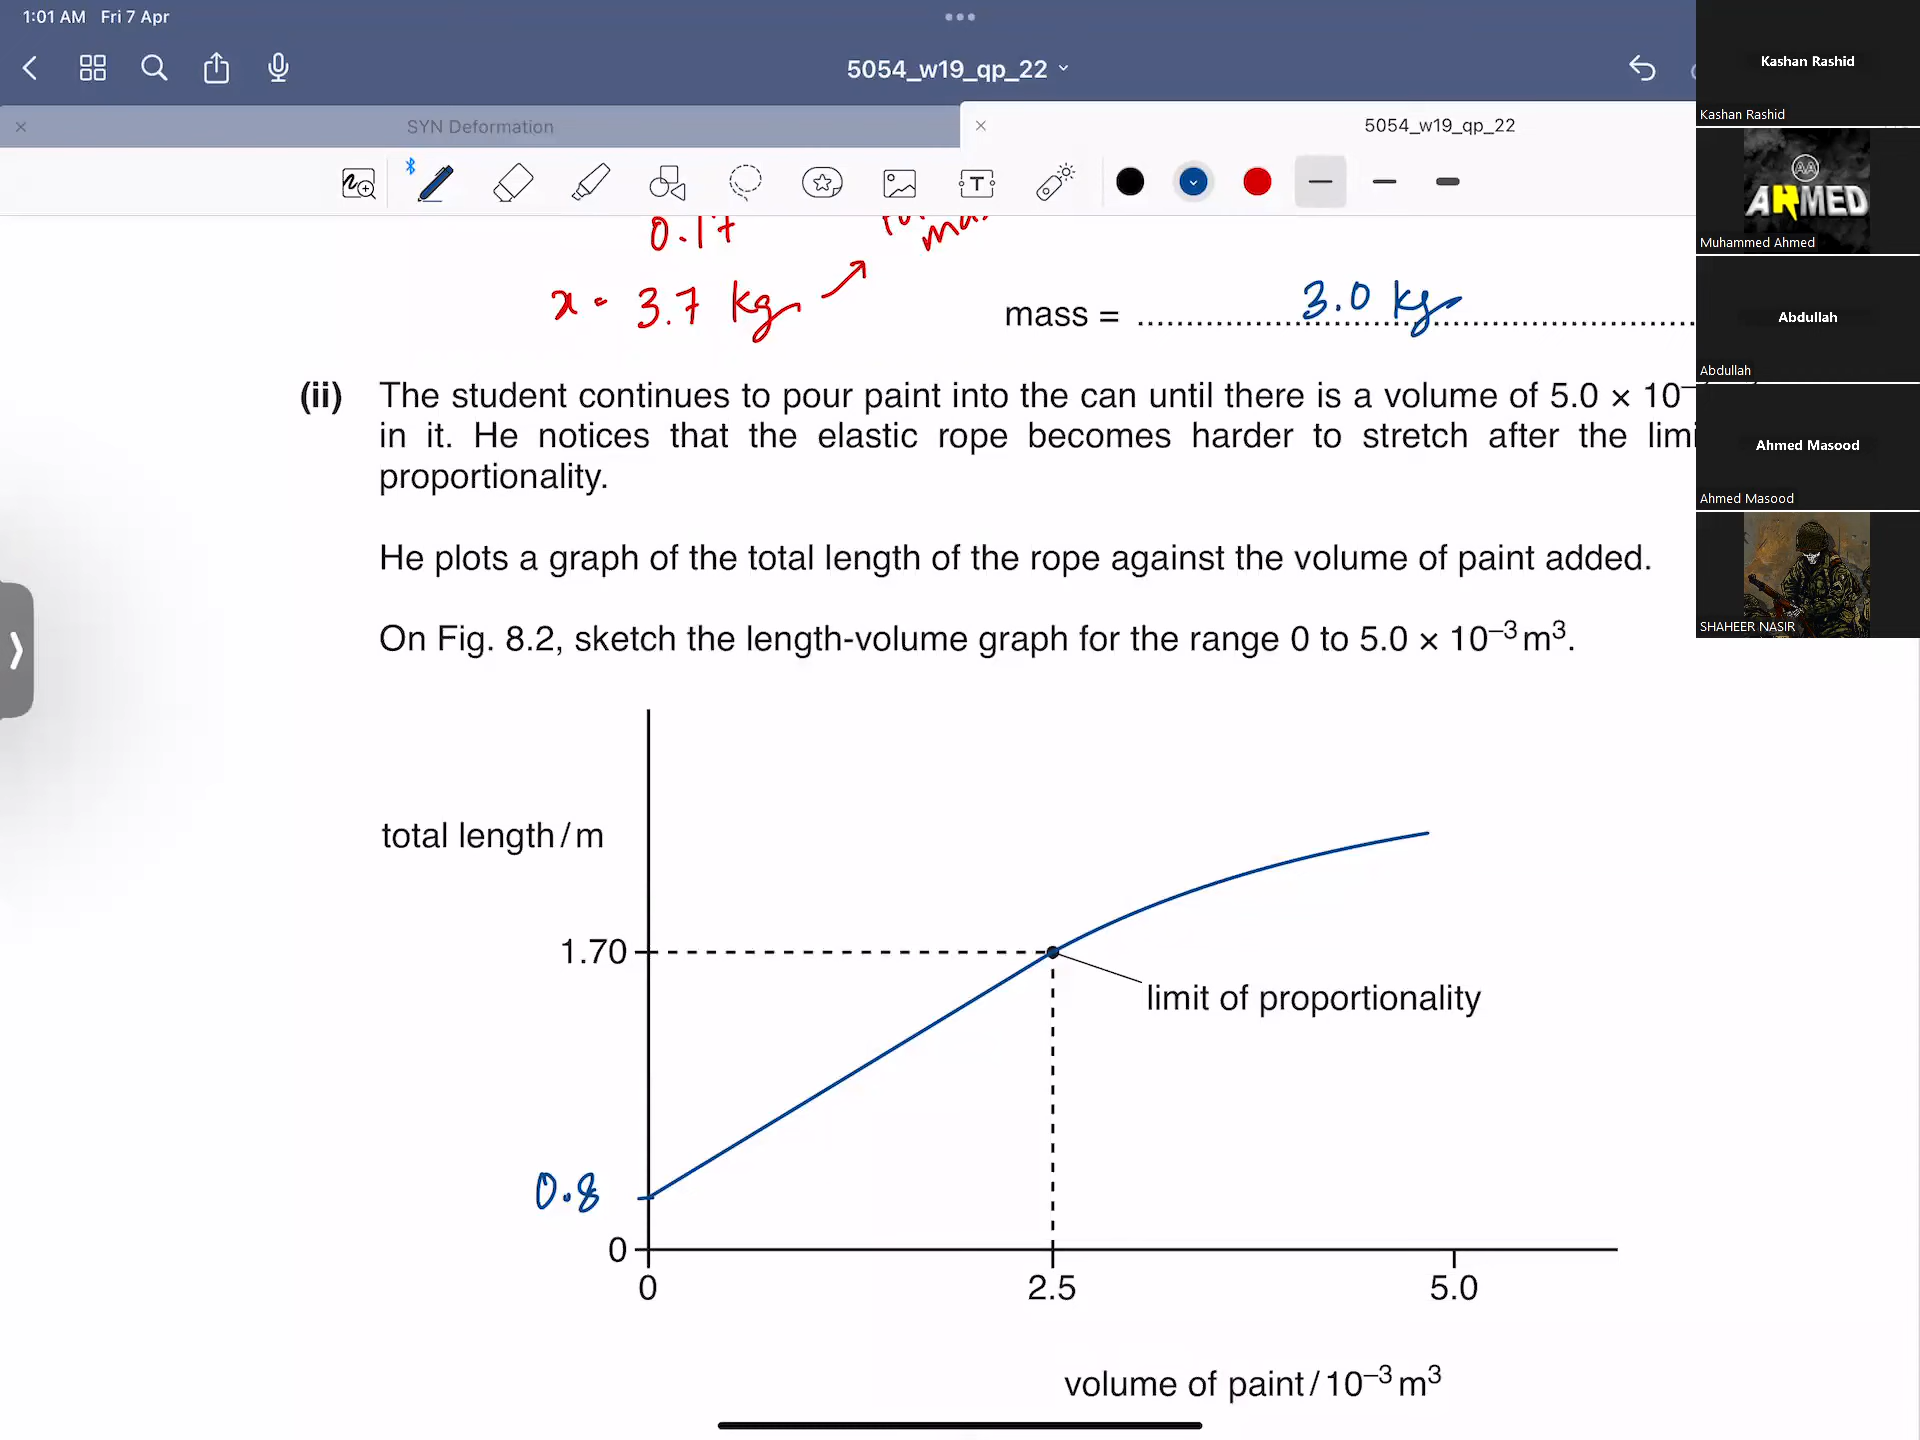 1:01 AM Fri 7 Apr
5054_w19_qp_22
SYN Deformation
5054_w19_qp_22
T
0.17
x = 3.7 kg
mass = 3.0 kg
(ii) The student continues to pour paint into the can until there is a volume of 5.0 × 10⁻
in it. He notices that the elastic rope becomes harder to stretch after the limi
proportionality.
He plots a graph of the total length of the rope against the volume of paint added.
On Fig. 8.2, sketch the length-volume graph for the range 0 to 5.0 × 10⁻³ m³.
total length / m
1.70
limit of proportionality
0.8
0
0 2.5 5.0
volume of paint / 10⁻³ m³
Kashan Rashid
Kashan Rashid
AA
ARMED
Muhammed Ahmed
Abdullah
Abdullah
Ahmed Masood
Ahmed Masood
SHAHEER NASIR